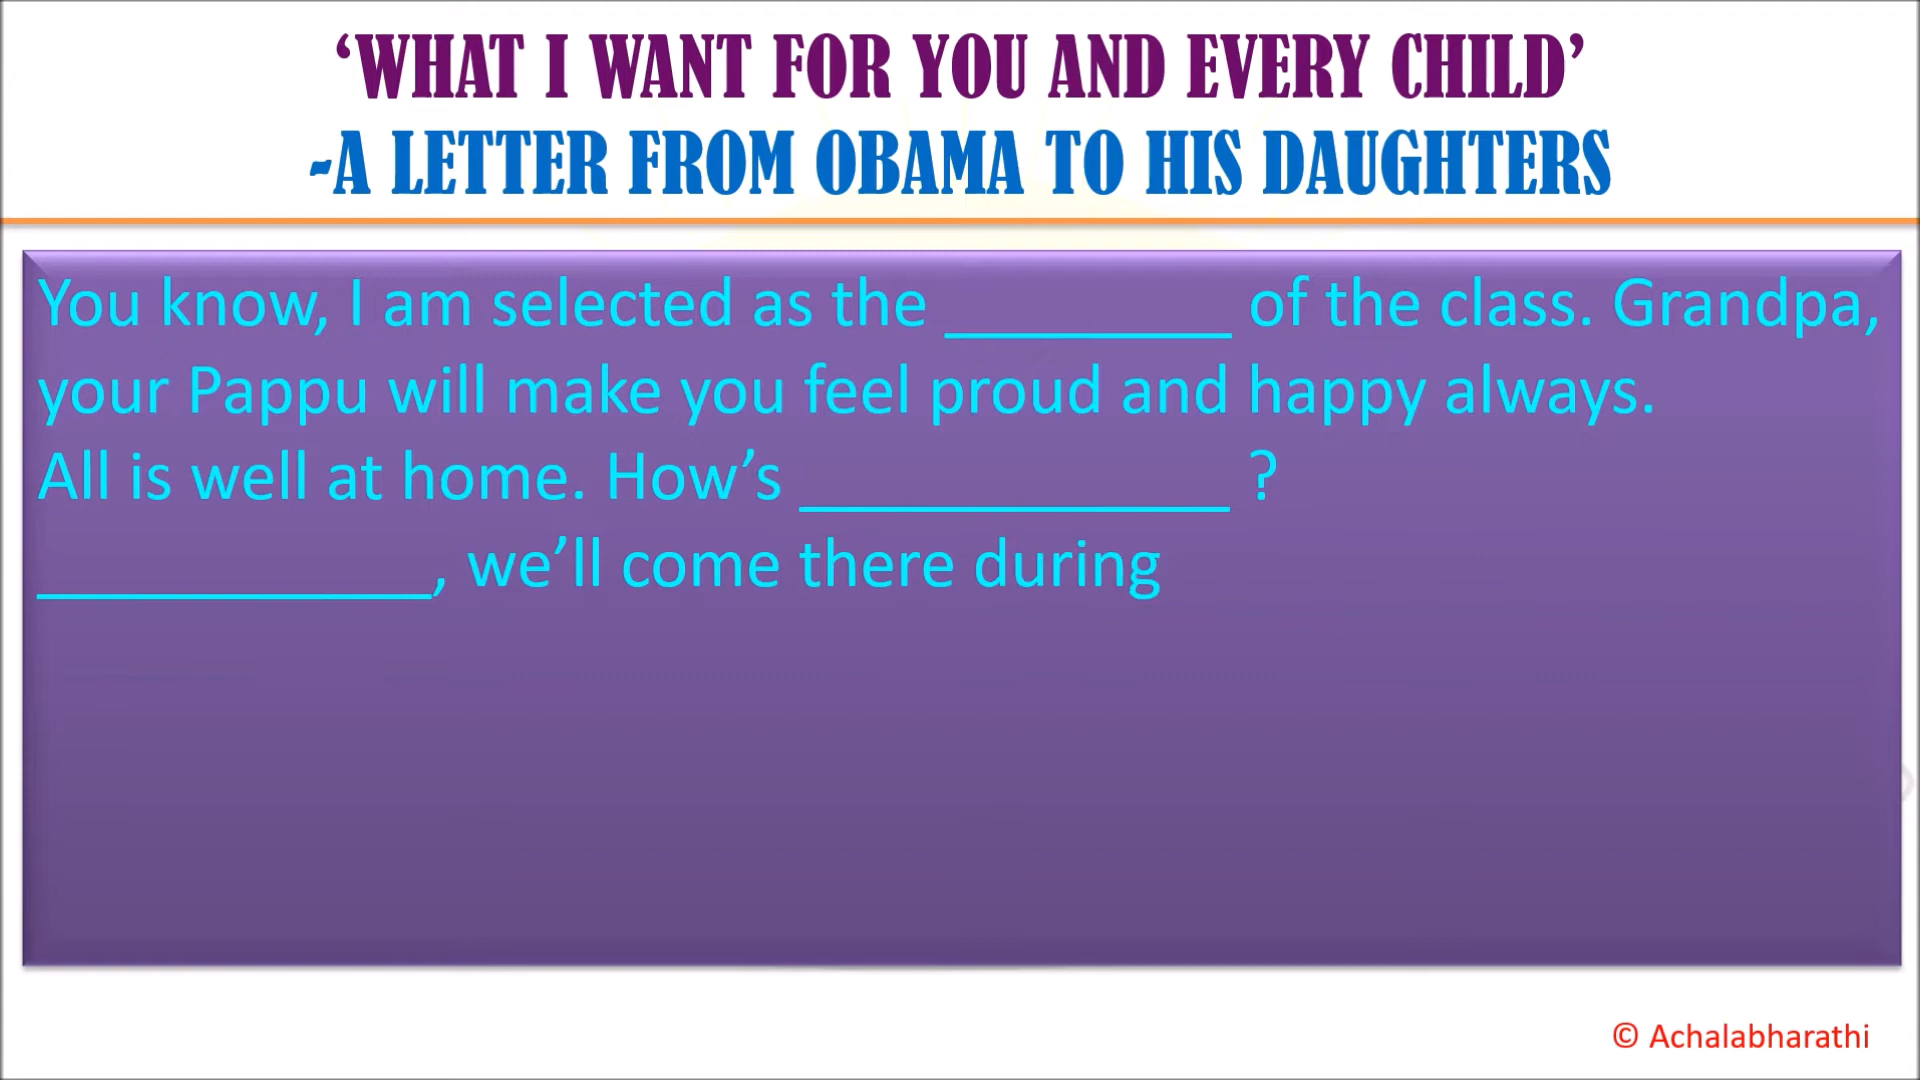 ‘WHAT I WANT FOR YOU AND EVERY CHILD’
-A LETTER FROM OBAMA TO HIS DAUGHTERS
You know, I am selected as the ________ of the class. Grandpa,
your Pappu will make you feel proud and happy always.
All is well at home. How’s ____________ ?
___________, we’ll come there during
© Achalabharathi